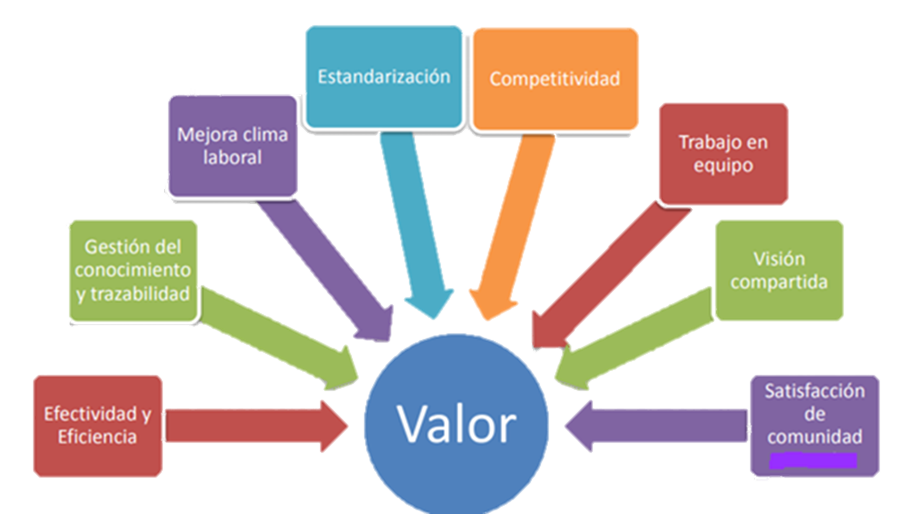 Efectividad y
Eficiencia
Gestión del
conocimiento
y trazabilidad
Mejora clima
laboral
Estandarización
Competitividad
Trabajo en
equipo
Visión
compartida
Satisfacción
de
comunidad
Valor